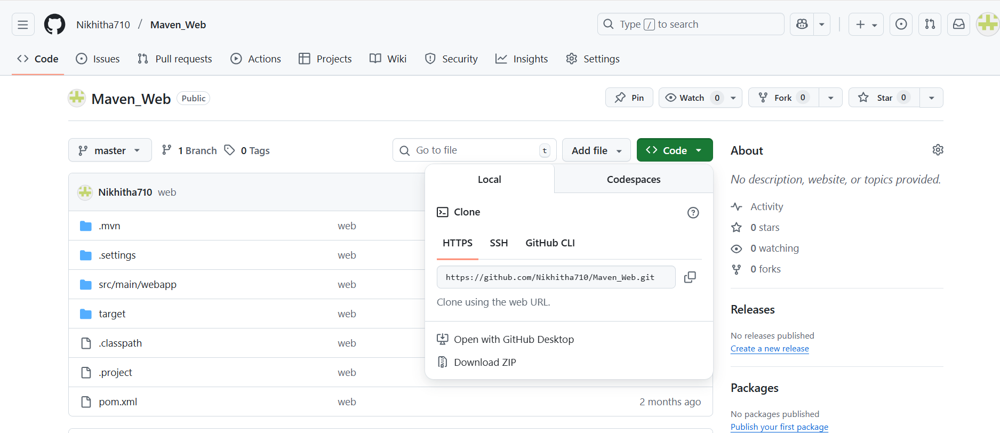 Nikhitha710 / Maven_Web
Type / to search
Code Issues Pull requests Actions Projects Wiki Security Insights Settings
Maven_Web Public
Pin Watch 0 Fork 0 Star 0
master 1 Branch 0 Tags
Go to file t Add file Code
Nikhitha710 web
.mvn web
.settings web
src/main/webapp web
target web
.classpath web
.project web
pom.xml web 2 months ago
Local Codespaces
Clone
HTTPS SSH GitHub CLI
https://github.com/Nikhitha710/Maven_Web.git
Clone using the web URL.
Open with GitHub Desktop
Download ZIP
About
No description, website, or topics provided.
Activity
0 stars
0 watching
0 forks
Releases
No releases published
Create a new release
Packages
No packages published
Publish your first package